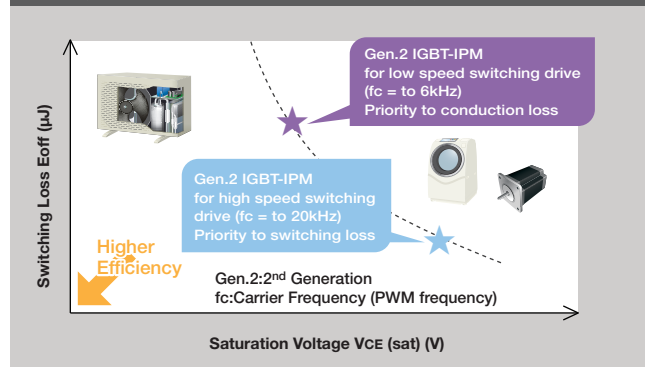 Gen.2 IGBT-IPM
for low speed switching drive
(fc = to 6kHz)
Priority to conduction loss
Gen.2 IGBT-IPM
for high speed switching
drive (fc = to 20kHz)
Priority to switching loss
Switching Loss Eoff (µJ)
Higher
Efficiency
Gen.2:2nd Generation
fc:Carrier Frequency (PWM frequency)
Saturation Voltage VCE (sat) (V)